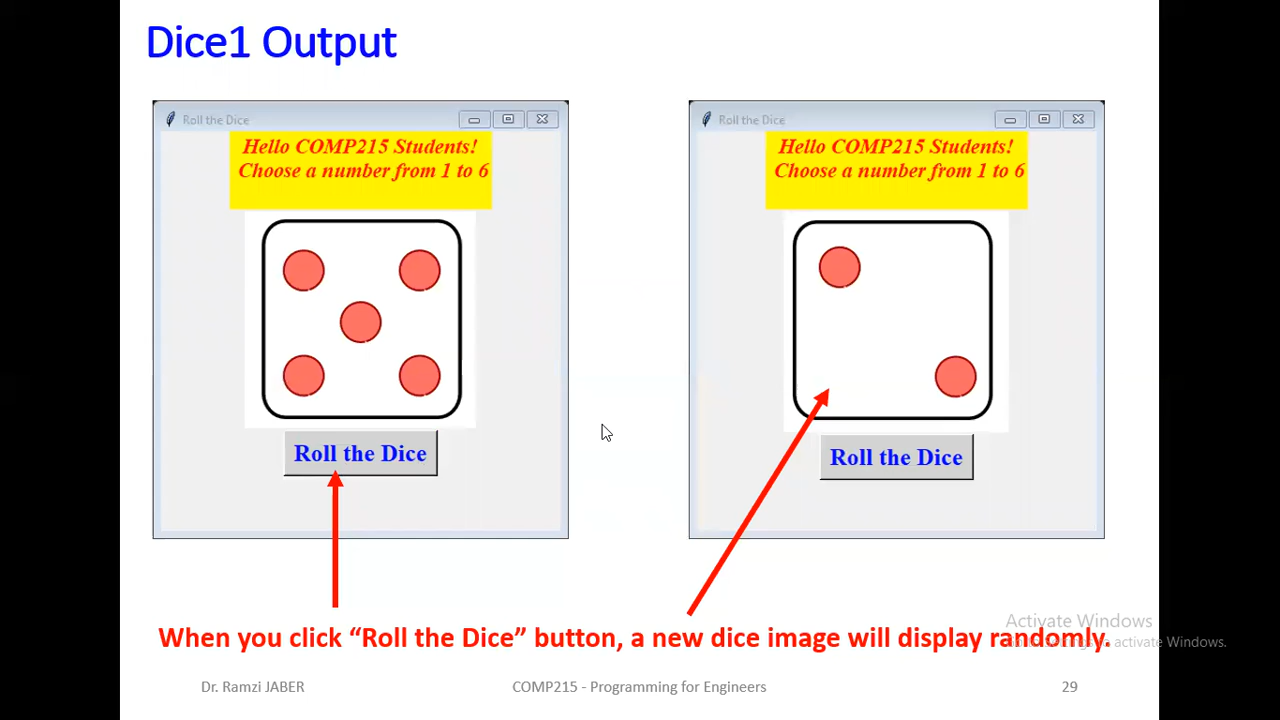 Dice1 Output
Roll the Dice
Hello COMP215 Students!
Choose a number from 1 to 6
Roll the Dice
Roll the Dice
Hello COMP215 Students!
Choose a number from 1 to 6
Roll the Dice
When you click “Roll the Dice” button, a new dice image will display randomly.
Activate Windows
to activate Windows.
Dr. Ramzi JABER
COMP215 - Programming for Engineers
29